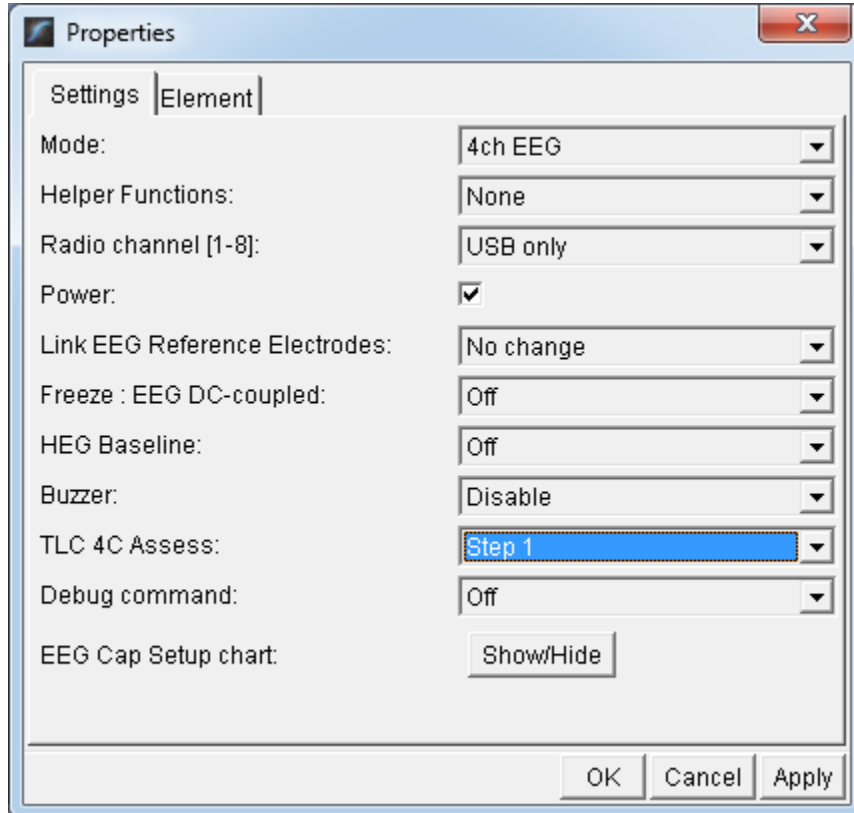 Properties
Settings Element
Mode: 4ch EEG
Helper Functions: None
Radio channel [1-8]: USB only
Power:
Link EEG Reference Electrodes: No change
Freeze : EEG DC-coupled: Off
HEG Baseline: Off
Buzzer: Disable
TLC 4C Assess: Step 1
Debug command: Off
EEG Cap Setup chart: Show/Hide
OK Cancel Apply